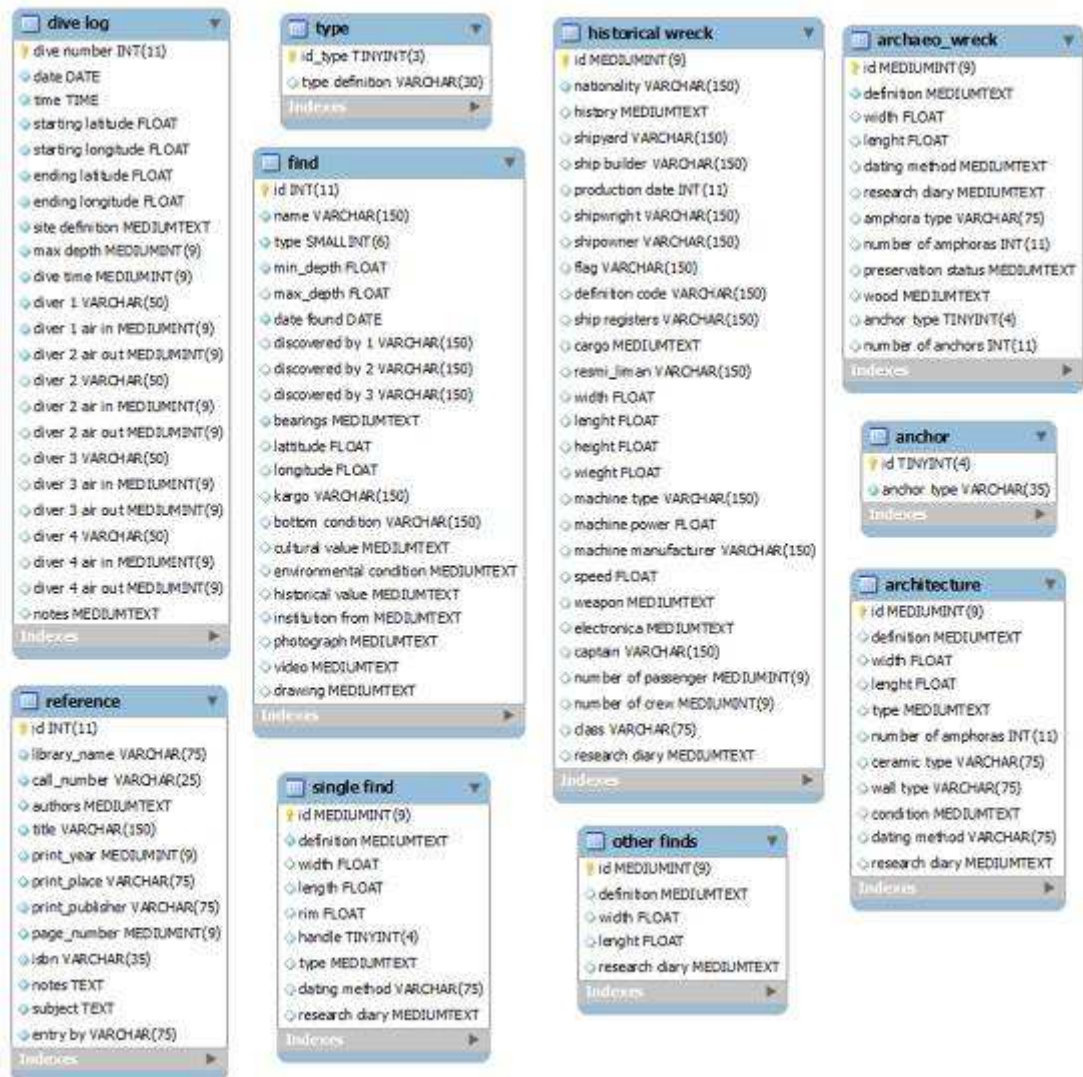 dive log
dive number INT(11)
date DATE
time TIME
starting latitude FLOAT
starting longitude FLOAT
ending latitude FLOAT
ending longitude FLOAT
site definition MEDIUMTEXT
max depth MEDIUMINT(9)
dive time MEDIUMINT(9)
diver 1 VARCHAR(50)
diver 1 air in MEDIUMINT(9)
diver 2 air out MEDIUMINT(9)
diver 2 VARCHAR(50)
diver 2 air in MEDIUMINT(9)
diver 2 air out MEDIUMINT(9)
diver 3 VARCHAR(50)
diver 3 air in MEDIUMINT(9)
diver 3 air out MEDIUMINT(9)
diver 4 VARCHAR(50)
diver 4 air in MEDIUMINT(9)
diver 4 air out MEDIUMINT(9)
notes MEDIUMTEXT
Indexes
reference
id INT(11)
library_name VARCHAR(75)
call_number VARCHAR(25)
authors MEDIUMTEXT
title VARCHAR(150)
print_year MEDIUMINT(9)
print_place VARCHAR(75)
print_publisher VARCHAR(75)
page_number MEDIUMINT(9)
isbn VARCHAR(35)
notes TEXT
subject TEXT
entry by VARCHAR(75)
Indexes
type
id_type TINYINT(3)
type definition VARCHAR(30)
Indexes
find
id INT(11)
name VARCHAR(150)
type SMALLINT(6)
min_depth FLOAT
max_depth FLOAT
date found DATE
discovered by 1 VARCHAR(150)
discovered by 2 VARCHAR(150)
discovered by 3 VARCHAR(150)
bearings MEDIUMTEXT
lattitude FLOAT
longitude FLOAT
kargo VARCHAR(150)
bottom condition VARCHAR(150)
cultural value MEDIUMTEXT
environmental condition MEDIUMTEXT
historical value MEDIUMTEXT
institution from MEDIUMTEXT
photograph MEDIUMTEXT
video MEDIUMTEXT
drawing MEDIUMTEXT
Indexes
single find
id MEDIUMINT(9)
definition MEDIUMTEXT
width FLOAT
length FLOAT
rim FLOAT
handle TINYINT(4)
type MEDIUMTEXT
dating method VARCHAR(75)
research diary MEDIUMTEXT
Indexes
historical wreck
id MEDIUMINT(9)
nationality VARCHAR(150)
history MEDIUMTEXT
shipyard VARCHAR(150)
ship builder VARCHAR(150)
production date INT(11)
shipwright VARCHAR(150)
shipowner VARCHAR(150)
flag VARCHAR(150)
definition code VARCHAR(150)
ship registers VARCHAR(150)
cargo MEDIUMTEXT
resmi_liman VARCHAR(150)
width FLOAT
lenght FLOAT
height FLOAT
wieght FLOAT
machine type VARCHAR(150)
machine power FLOAT
machine manufacturer VARCHAR(150)
speed FLOAT
weapon MEDIUMTEXT
electronica MEDIUMTEXT
captain VARCHAR(150)
number of passenger MEDIUMINT(9)
number of crew MEDIUMINT(9)
class VARCHAR(75)
research diary MEDIUMTEXT
Indexes
other finds
id MEDIUMINT(9)
definition MEDIUMTEXT
width FLOAT
lenght FLOAT
research diary MEDIUMTEXT
Indexes
archaeo_wreck
id MEDIUMINT(9)
definition MEDIUMTEXT
width FLOAT
lenght FLOAT
dating method MEDIUMTEXT
research diary MEDIUMTEXT
amphora type VARCHAR(75)
number of amphoras INT(11)
preservation status MEDIUMTEXT
wood MEDIUMTEXT
anchor type TINYINT(4)
number of anchors INT(11)
Indexes
anchor
id TINYINT(4)
anchor type VARCHAR(35)
Indexes
architecture
id MEDIUMINT(9)
definition MEDIUMTEXT
width FLOAT
lenght FLOAT
type MEDIUMTEXT
number of amphoras INT(11)
ceramic type VARCHAR(75)
wall type VARCHAR(75)
condition MEDIUMTEXT
dating method VARCHAR(75)
research diary MEDIUMTEXT
Indexes